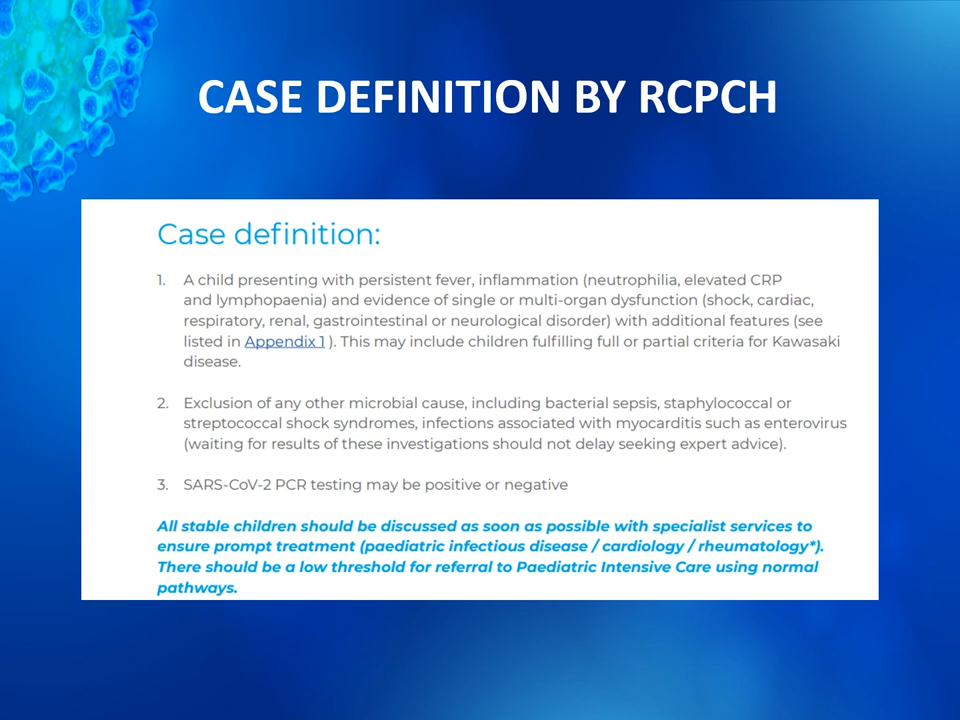 CASE DEFINITION BY RCPCH
Case definition:
1. A child presenting with persistent fever, inflammation (neutrophilia, elevated CRP
and lymphopaenia) and evidence of single or multi-organ dysfunction (shock, cardiac,
respiratory, renal, gastrointestinal or neurological disorder) with additional features (see
listed in Appendix 1 ). This may include children fulfilling full or partial criteria for Kawasaki
disease.
2. Exclusion of any other microbial cause, including bacterial sepsis, staphylococcal or
streptococcal shock syndromes, infections associated with myocarditis such as enterovirus
(waiting for results of these investigations should not delay seeking expert advice).
3. SARS-CoV-2 PCR testing may be positive or negative
All stable children should be discussed as soon as possible with specialist services to
ensure prompt treatment (paediatric infectious disease / cardiology / rheumatology*).
There should be a low threshold for referral to Paediatric Intensive Care using normal
pathways.